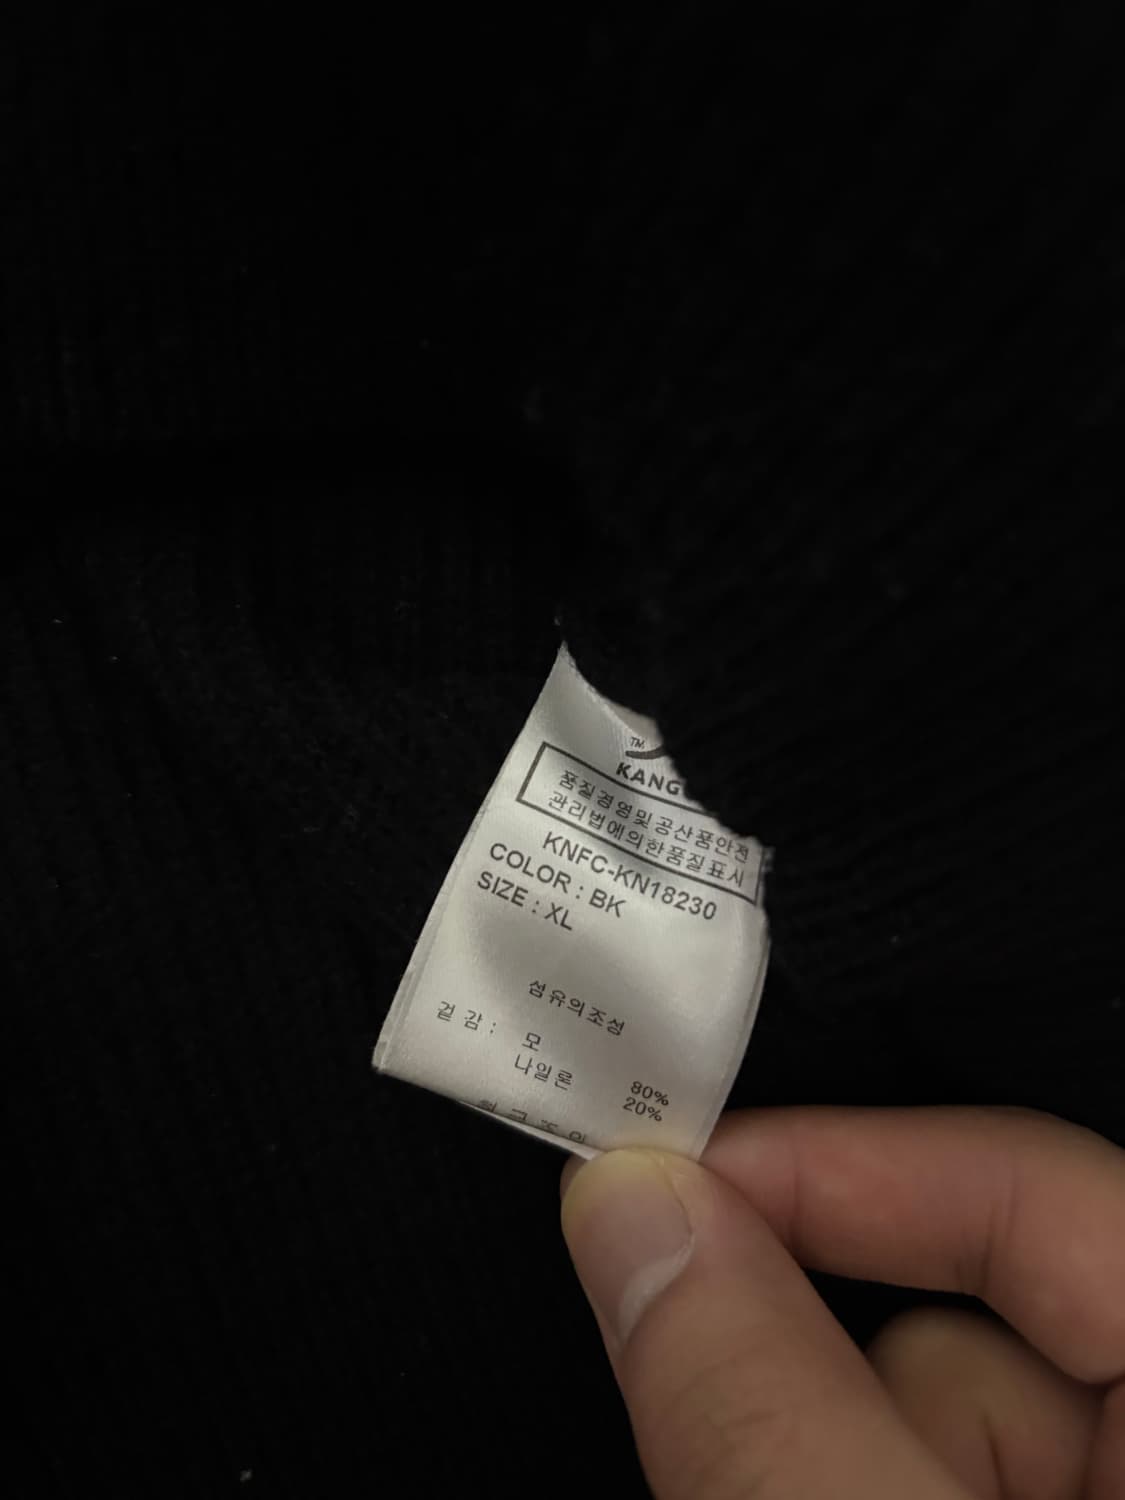 TM
KANG
품질경영및공산품안전
관리법에의한품질표시
KNFC-KN18230
COLOR : BK
SIZE : XL
섬유의조성
겉감 : 모 80%
나일론 20%